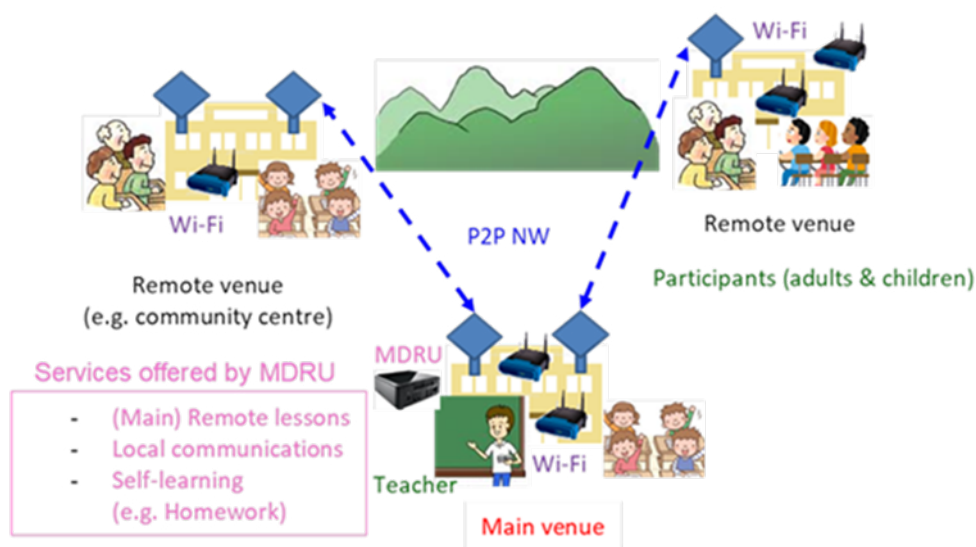 Wi-Fi
Wi-Fi
Remote venue
(e.g. community centre)
P2P NW
Remote venue
Participants (adults & children)
Services offered by MDRU
- (Main) Remote lessons
- Local communications
- Self-learning
(e.g. Homework)
MDRU
Wi-Fi
Teacher
Main venue